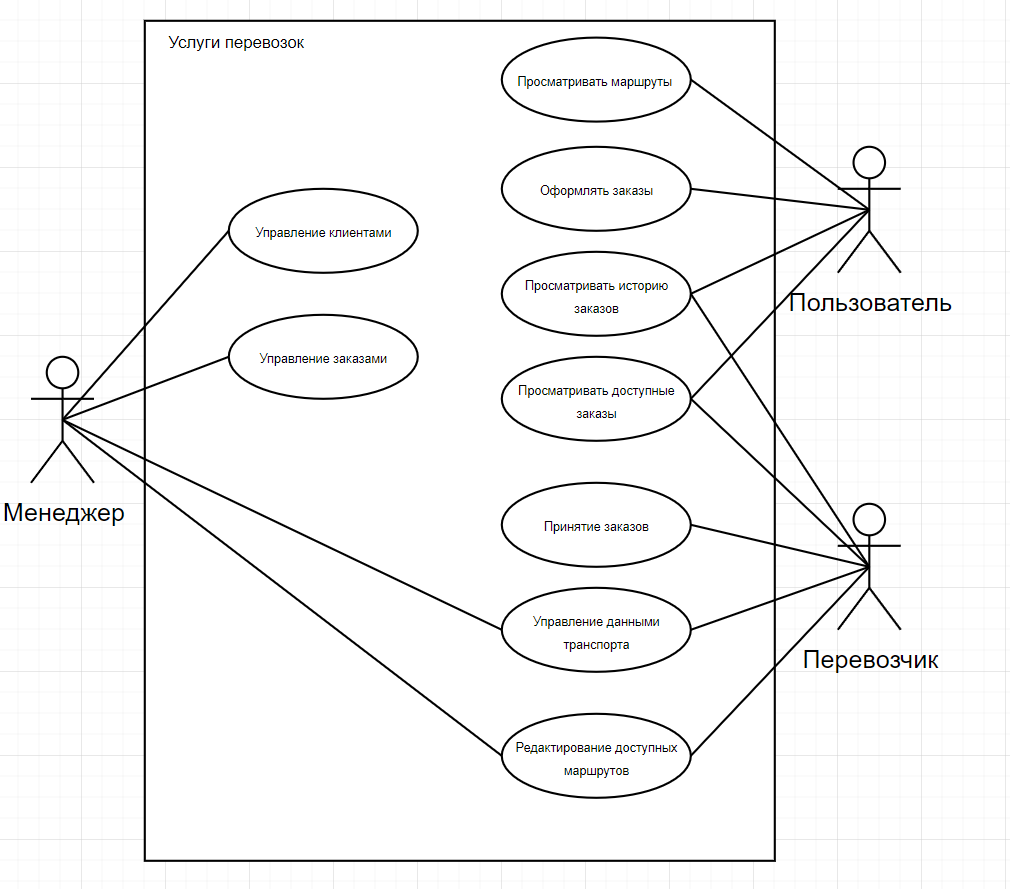 Услуги перевозок
Просматривать маршруты
Оформлять заказы
Управление клиентами
Просматривать историю
заказов
Пользователь
Управление заказами
Просматривать доступные
заказы
Менеджер
Принятие заказов
Управление данными
транспорта
Перевозчик
Редактирование доступных
маршрутов